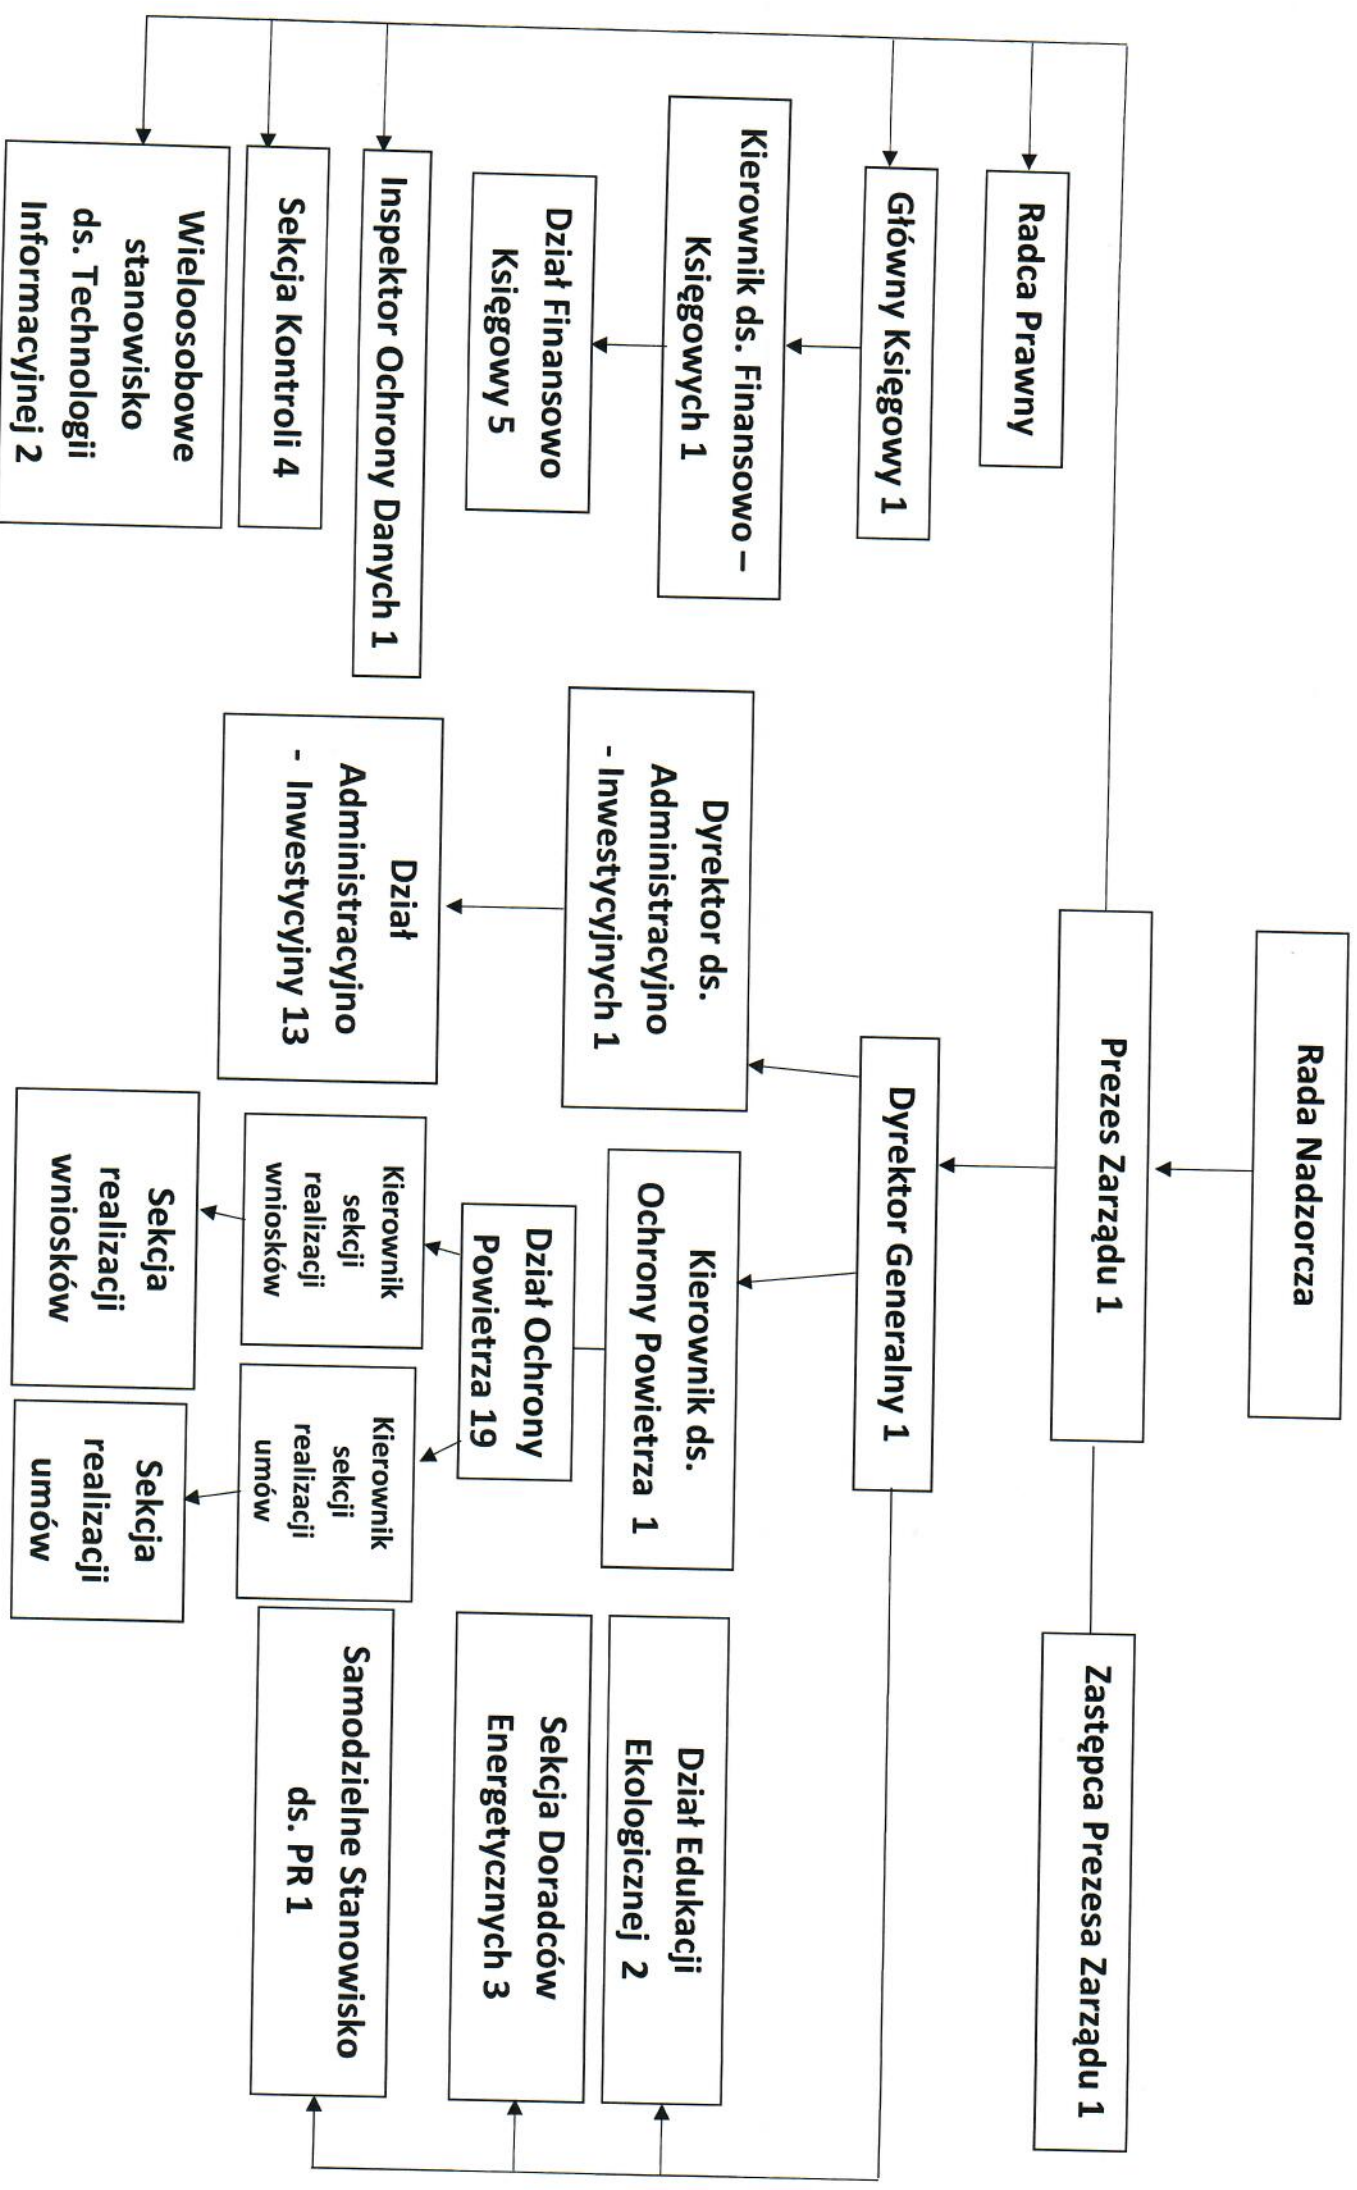 Rada Nadzorcza
Prezes Zarządu 1
Zastępca Prezesa Zarządu 1
Radca Prawny
Główny Księgowy 1
Kierownik ds. Finansowo –
Księgowych 1
Dział Finansowo
Księgowy 5
Inspektor Ochrony Danych 1
Sekcja Kontroli 4
Wieloosobowe
stanowisko
ds. Technologii
Informacyjnej 2
Dyrektor Generalny 1
Dyrektor ds.
Administracyjno
- Inwestycyjnych 1
Dział
Administracyjno
- Inwestycyjny 13
Kierownik ds.
Ochrony Powietrza 1
Dział Ochrony
Powietrza 19
Kierownik
sekcji
realizacji
wniosków
Sekcja
realizacji
wniosków
Kierownik
sekcji
realizacji
umów
Sekcja
realizacji
umów
Dział Edukacji
Ekologicznej 2
Sekcja Doradców
Energetycznych 3
Samodzielne Stanowisko
ds. PR 1